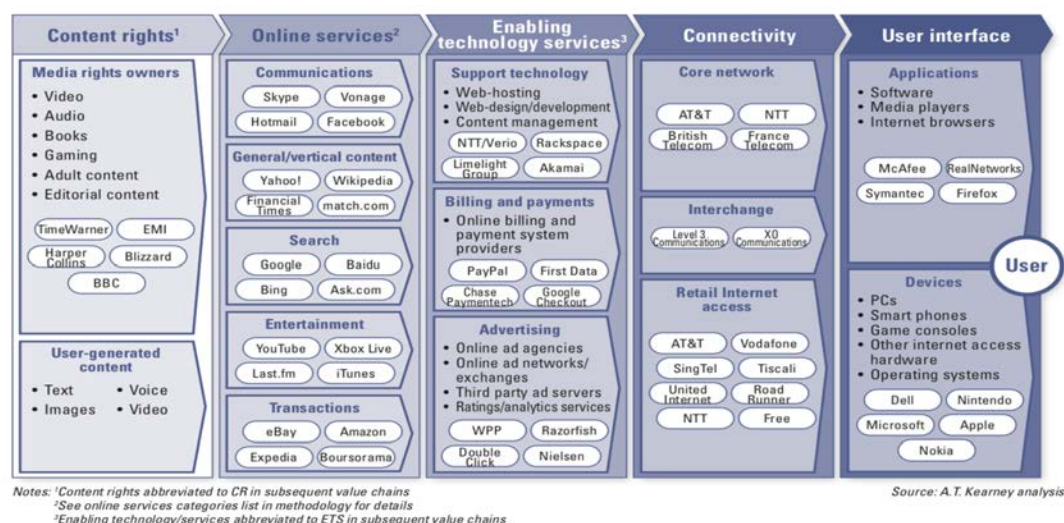 Content rights¹
Media rights owners
• Video
• Audio
• Books
• Gaming
• Adult content
• Editorial content
TimeWarner
EMI
Harper
Collins
Blizzard
BBC
User-generated
content
• Text
• Voice
• Images
• Video
Online services²
Communications
Skype
Vonage
Hotmail
Facebook
General/vertical content
Yahoo!
Wikipedia
Financial
Times
match.com
Search
Google
Baidu
Bing
Ask.com
Entertainment
YouTube
Xbox Live
Last.fm
iTunes
Transactions
eBay
Amazon
Expedia
Boursorama
Enabling
technology services³
Support technology
• Web-hosting
• Web-design/development
• Content management
NTT/Verio
Rackspace
Limelight
Group
Akamai
Billing and payments
• Online billing and
payment system
providers
PayPal
First Data
Chase
Paymentech
Google
Checkout
Advertising
• Online ad agencies
• Online ad networks/
exchanges
• Third party ad servers
• Ratings/analytics services
WPP
Razorfish
Double
Click
Nielsen
Connectivity
Core network
AT&T
NTT
British
Telecom
France
Telecom
Interchange
Level 3
Communications
XO
Communications
Retail Internet
access
AT&T
Vodafone
SingTel
Tiscali
United
Internet
Road
Runner
NTT
Free
User interface
Applications
• Software
• Media players
• Internet browsers
McAfee
RealNetworks
Symantec
Firefox
Devices
• PCs
• Smart phones
• Game consoles
• Other internet access
hardware
• Operating systems
Dell
Nintendo
Microsoft
Apple
Nokia
User
Notes: ¹Content rights abbreviated to CR in subsequent value chains
²See online services categories list in methodology for details
³Enabling technology/services abbreviated to ETS in subsequent value chains
Source: A.T. Kearney analysis